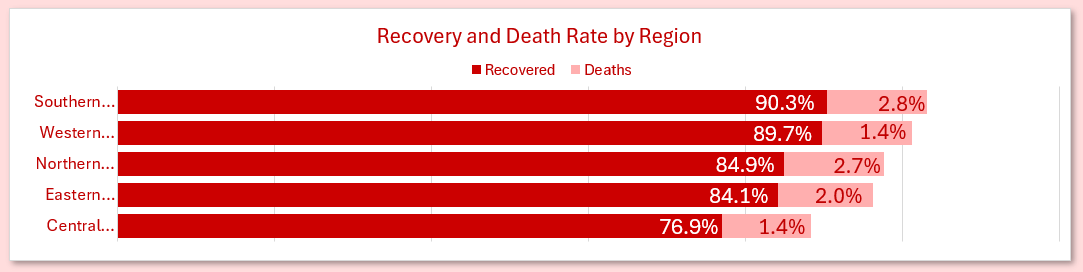 Recovery and Death Rate by Region
Recovered Deaths
Southern... 90.3% 2.8%
Western... 89.7% 1.4%
Northern... 84.9% 2.7%
Eastern... 84.1% 2.0%
Central... 76.9% 1.4%